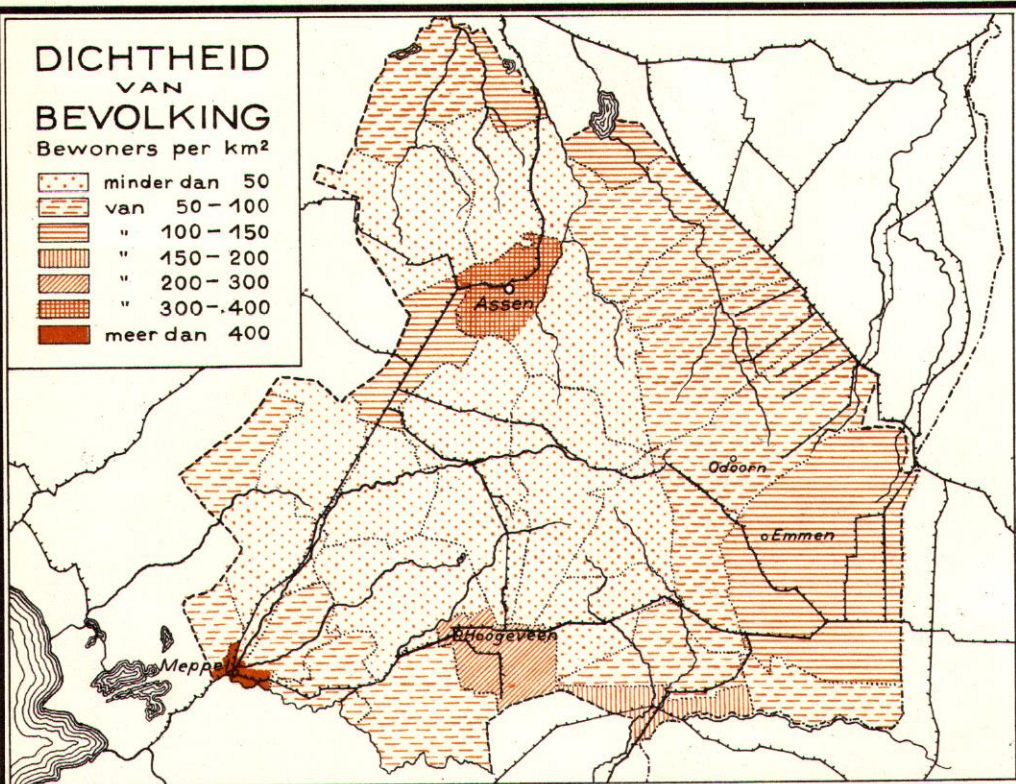 DICHTHEID
VAN
BEVOLKING
Bewoners per km²
minder dan 50
van 50-100
" 100-150
" 150-200
" 200-300
" 300-400
meer dan 400
Assen
Odoorn
Emmen
Hoogeveen
Meppel